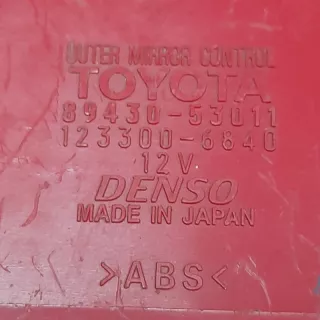 OUTER MIRROR CONTROL
TOYOTA
89430-53011
123300-6840
12V
DENSO
MADE IN JAPAN
>ABS<